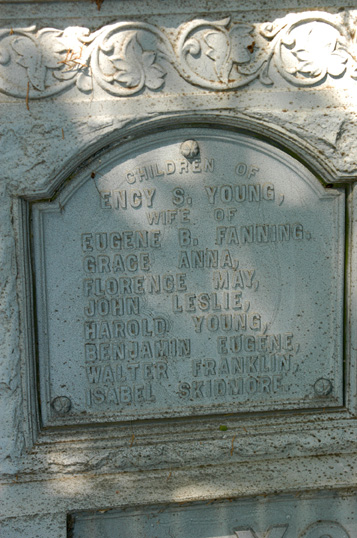 CHILDREN OF
ENCY S. YOUNG,
WIFE OF
EUGENE B. FANNING.
GRACE ANNA,
FLORENCE MAY,
JOHN LESLIE,
HAROLD YOUNG,
BENJAMIN EUGENE,
WALTER FRANKLIN,
ISABEL SKIDMORE.